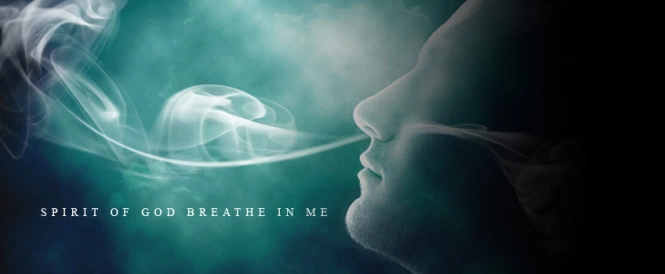 SPIRIT OF GOD BREATHE IN ME